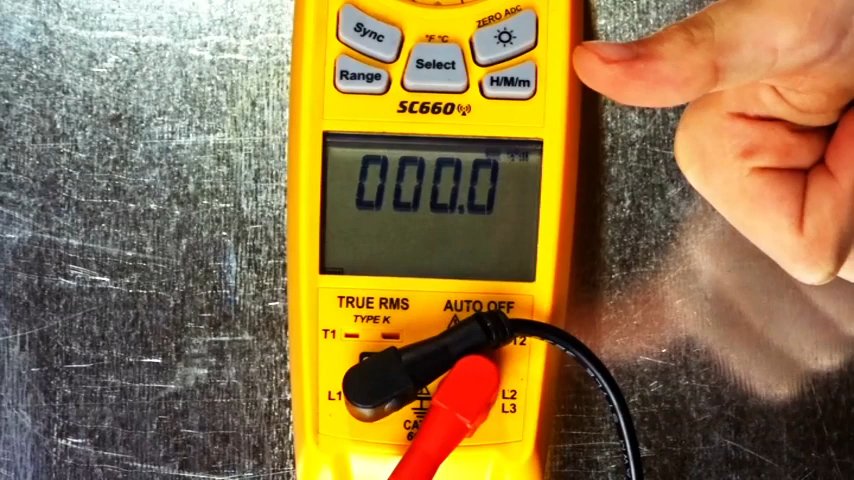 ZERO ADC
Sync
°F °C
Select
Range
H/M/m
SC660
000.0
TRUE RMS
AUTO OFF
TYPE K
T1
T2
L1
L2
L3